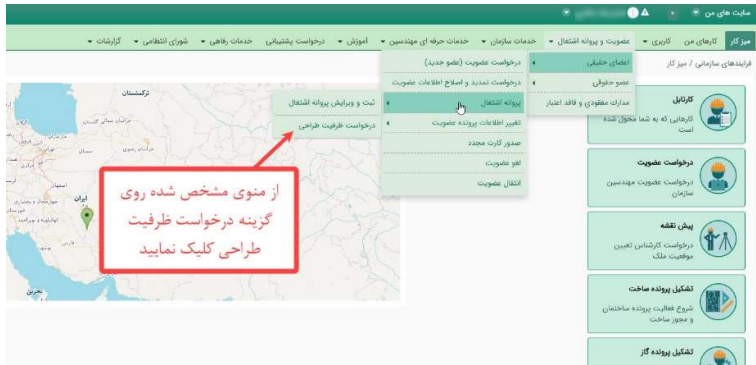 سایت های من
میز کار کارهای من کاربری عضویت و پروانه اشتغال خدمات سازمان خدمات حرفه ای مهندسین آموزش درخواست پشتیبانی خدمات رفاهی شورای انتظامی گزارشات
فرایندهای سازمانی / میز کار
اعضای حقیقی
عضو حقوقی
مدارک مفقودی و فاقد اعتبار
درخواست عضویت (عضو جدید)
درخواست تمدید و اصلاح اطلاعات عضویت
پروانه اشتغال
تغییر اطلاعات پرونده عضویت
صدور کارت مجدد
لغو عضویت
انتقال عضویت
ثبت و ویرایش پروانه اشتغال
درخواست ظرفیت طراحی
از منوی مشخص شده روی
گزینه درخواست ظرفیت
طراحی کلیک نمایید
کارتابل
کارهایی که به شما محول شده
است
درخواست عضویت
درخواست عضویت مهندسین
سازمان
پیش نقشه
درخواست کارشناس تعیین
موقعیت ملک
تشکیل پرونده ساخت
شروع فعالیت پرونده ساختمان
و مجوز ساخت
تشکیل پرونده گاز
ترکمنستان
خراسان رضوی
سمنان
اصفهان
ایران
فارس
بحرین